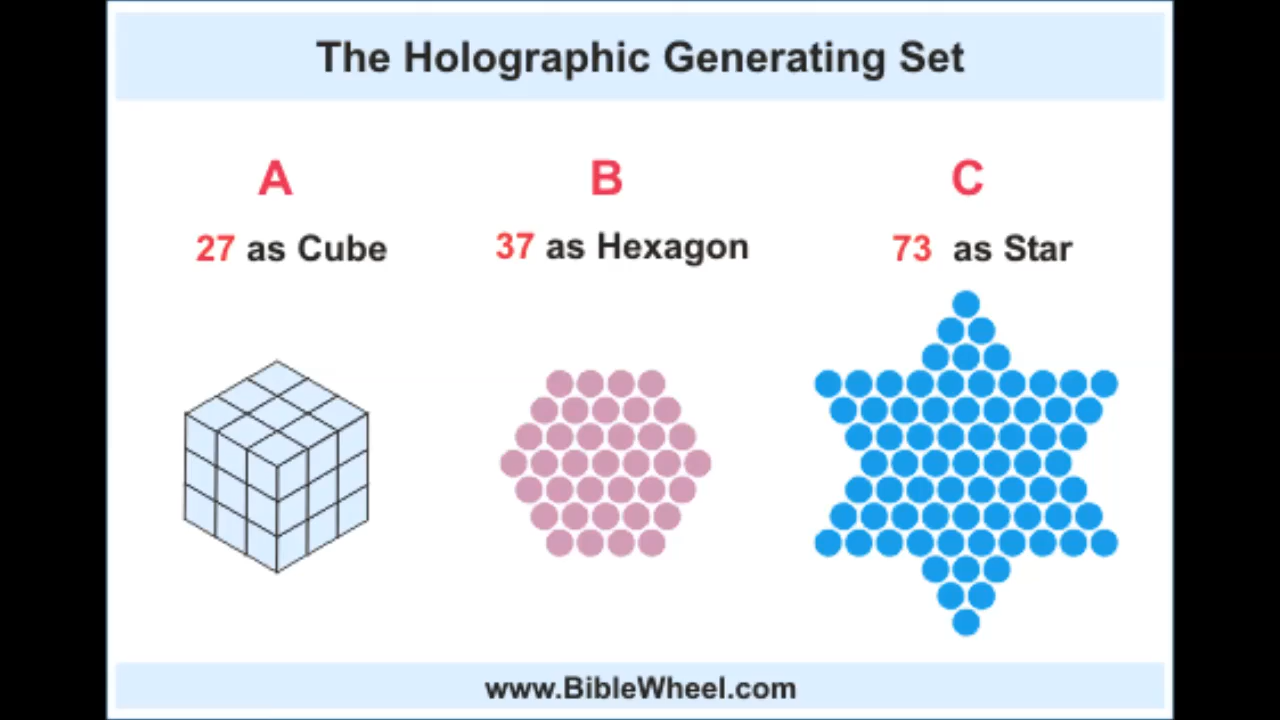 The Holographic Generating Set
A
B
C
27 as Cube
37 as Hexagon
73 as Star
www.BibleWheel.com